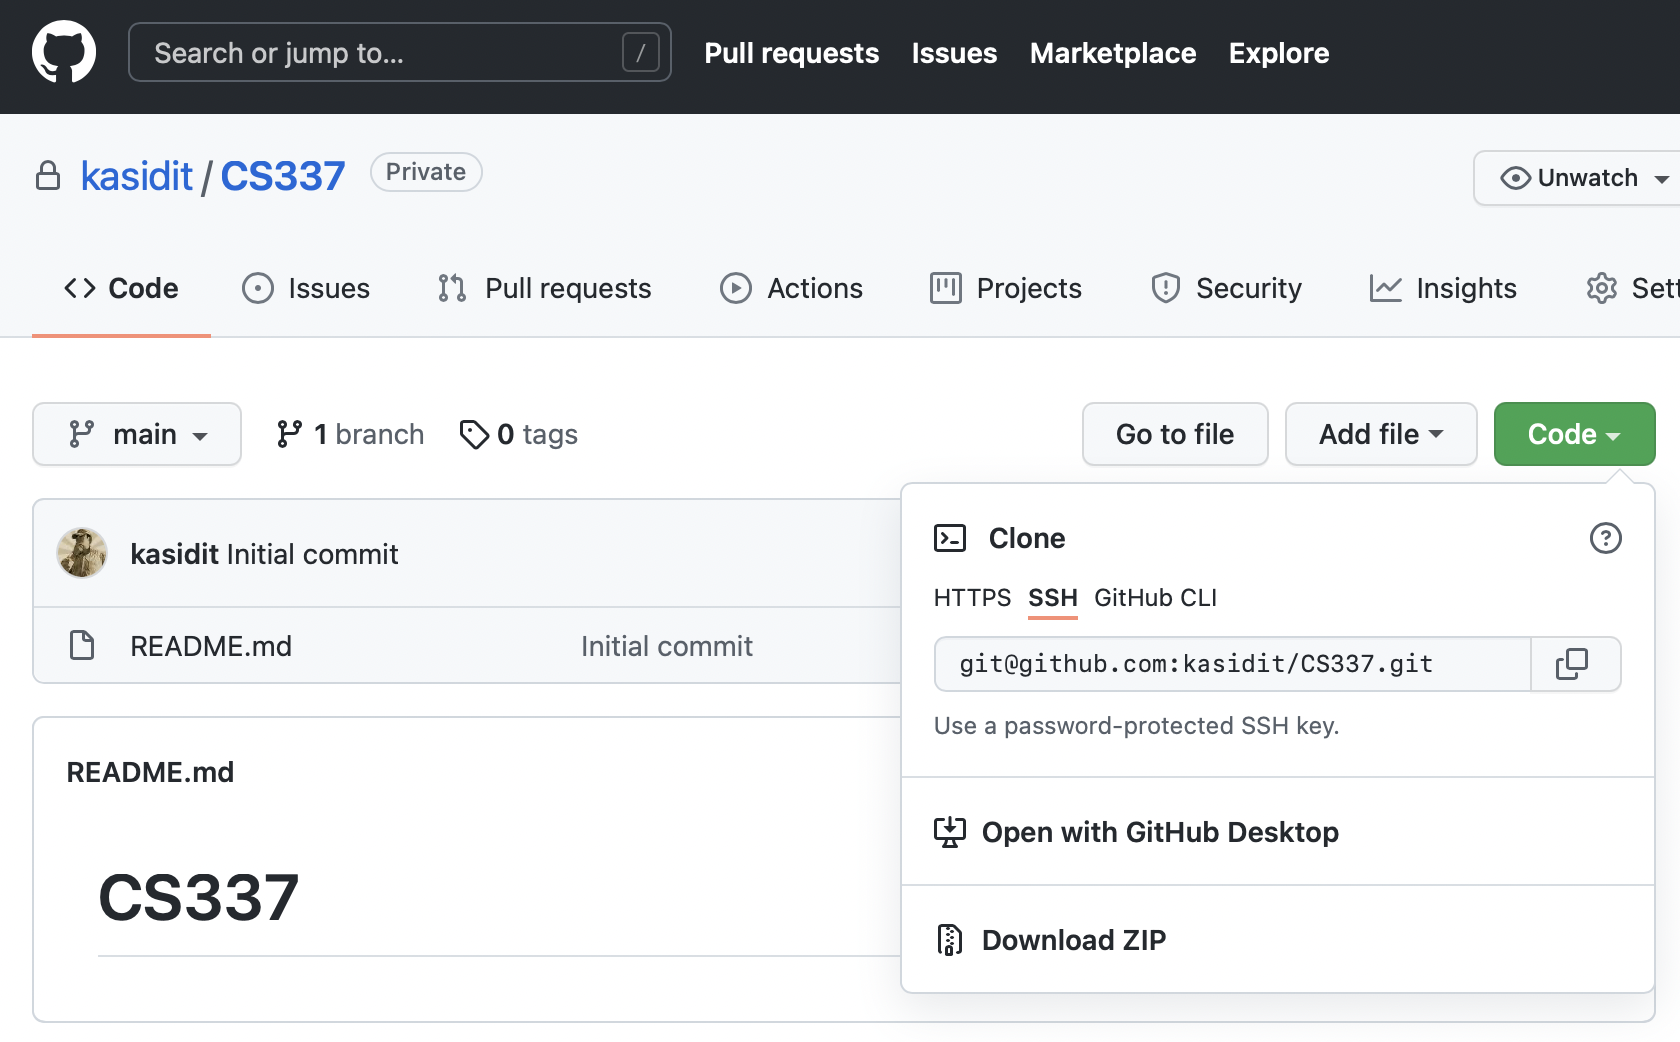 Search or jump to... /
Pull requests Issues Marketplace Explore
kasidit / CS337 Private
Unwatch
Code Issues Pull requests Actions Projects Security Insights Sett
main 1 branch 0 tags
Go to file Add file Code
kasidit Initial commit
README.md Initial commit
README.md
CS337
Clone
HTTPS SSH GitHub CLI
git@github.com:kasidit/CS337.git
Use a password-protected SSH key.
Open with GitHub Desktop
Download ZIP